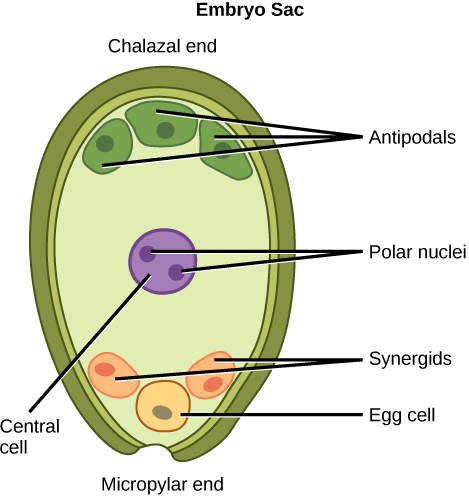 Embryo Sac
Chalazal end
Antipodals
Polar nuclei
Synergids
Egg cell
Central
cell
Micropylar end